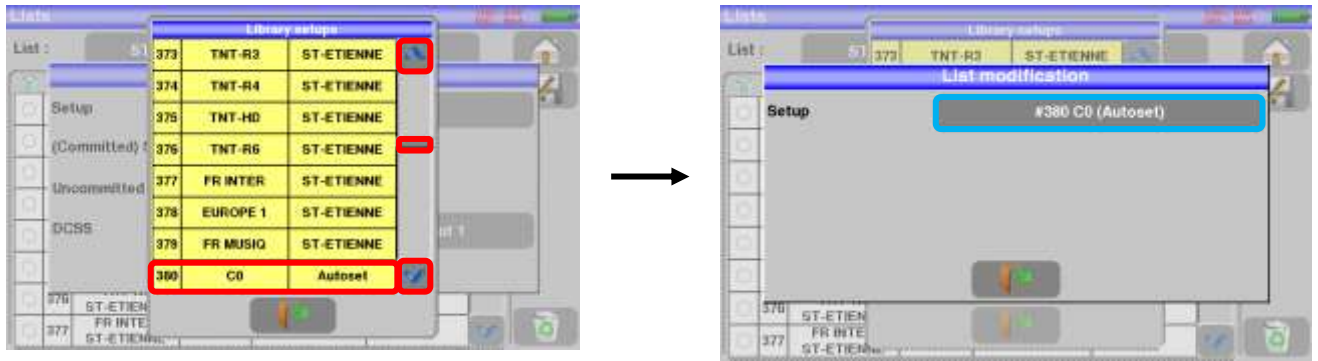 Lists
Library setups
List :
51
373 TNT-R3 ST-ETIENNE
374 TNT-R4 ST-ETIENNE
375 TNT-HD ST-ETIENNE
376 TNT-R6 ST-ETIENNE
377 FR INTER ST-ETIENNE
378 EUROPE 1 ST-ETIENNE
379 FR MUSIQ ST-ETIENNE
380 C0 Autoset
Setup
(Committed)
Uncommitted
DCSS
376
ST-ETIEN
377 FR INTE
ST-ETIENNE
Lists
Library setups
List :
51
373 TNT-R3 ST-ETIENNE
List modification
Setup #380 C0 (Autoset)
376
ST-ETIEN
377 FR INTE
ST-ETIENNE